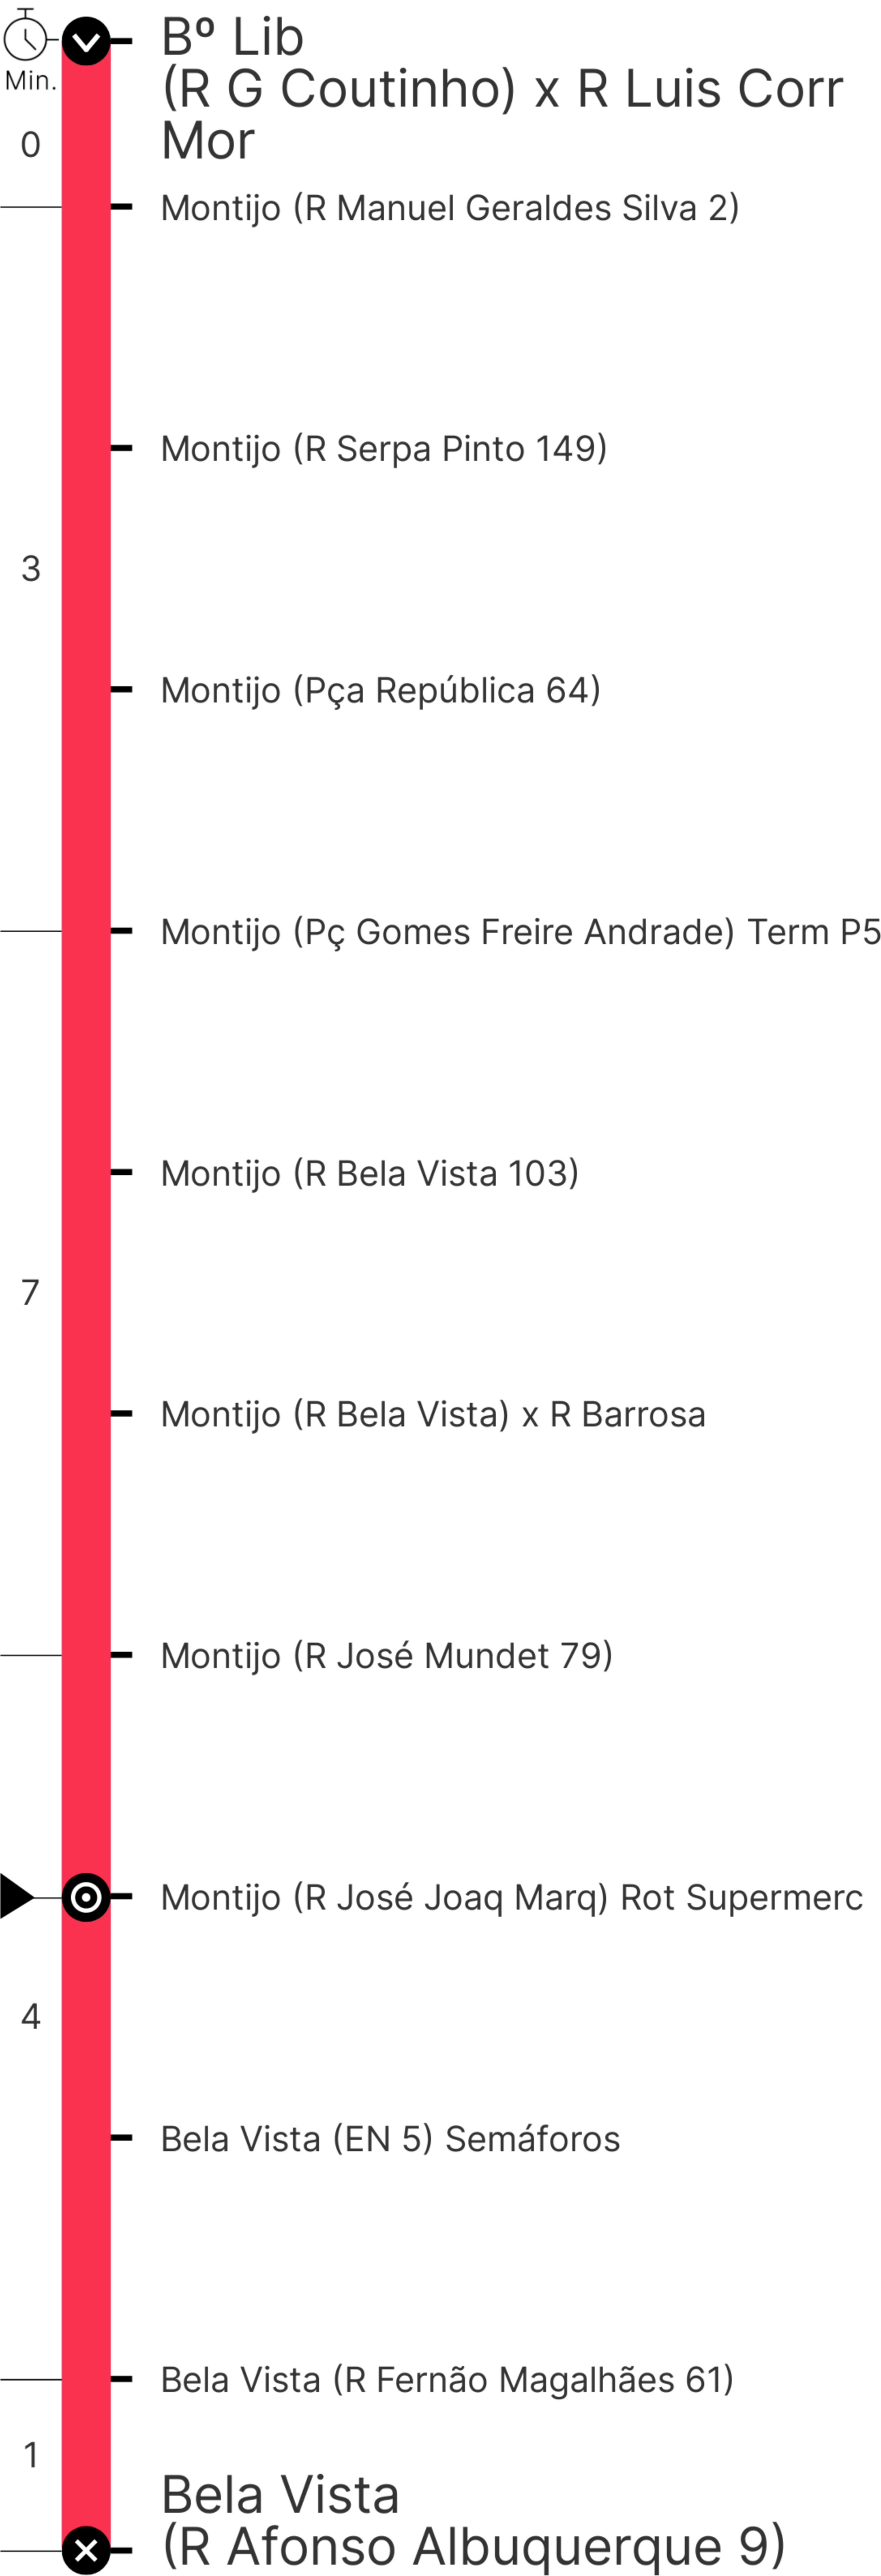 Bº Lib
Min.
(R G Coutinho) x R Luis Corr
Mor
0
Montijo (R Manuel Geraldes Silva 2)
Montijo (R Serpa Pinto 149)
3
Montijo (Pça República 64)
Montijo (Pç Gomes Freire Andrade) Term P5
Montijo (R Bela Vista 103)
7
Montijo (R Bela Vista) x R Barrosa
Montijo (R José Mundet 79)
Montijo (R José Joaq Marq) Rot Supermerc
4
Bela Vista (EN 5) Semáforos
Bela Vista (R Fernão Magalhães 61)
1
Bela Vista
(R Afonso Albuquerque 9)